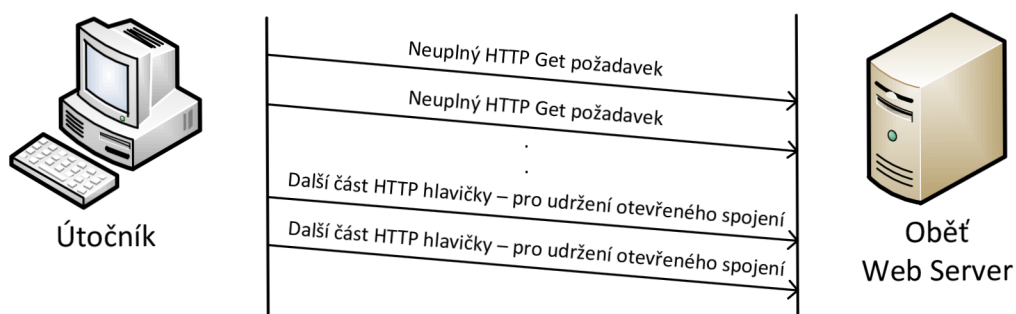 Neuplný HTTP Get požadavek
Neuplný HTTP Get požadavek
.
.
Další část HTTP hlavičky – pro udržení otevřeného spojení
Další část HTTP hlavičky – pro udržení otevřeného spojení
Útočník
Oběť
Web Server